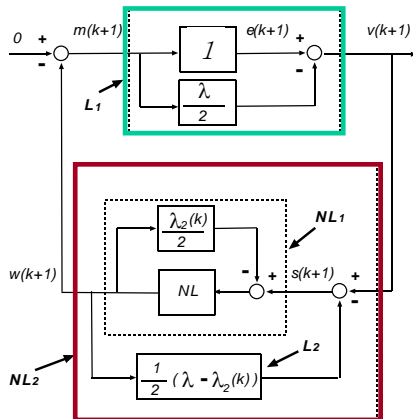 0 + - m(k+1) 1 e(k+1) + - v(k+1)
L1
λ/2
λ2(k)/2
NL1
w(k+1) NL - + s(k+1) + -
L2
1/2 (λ - λ2(k))
NL2